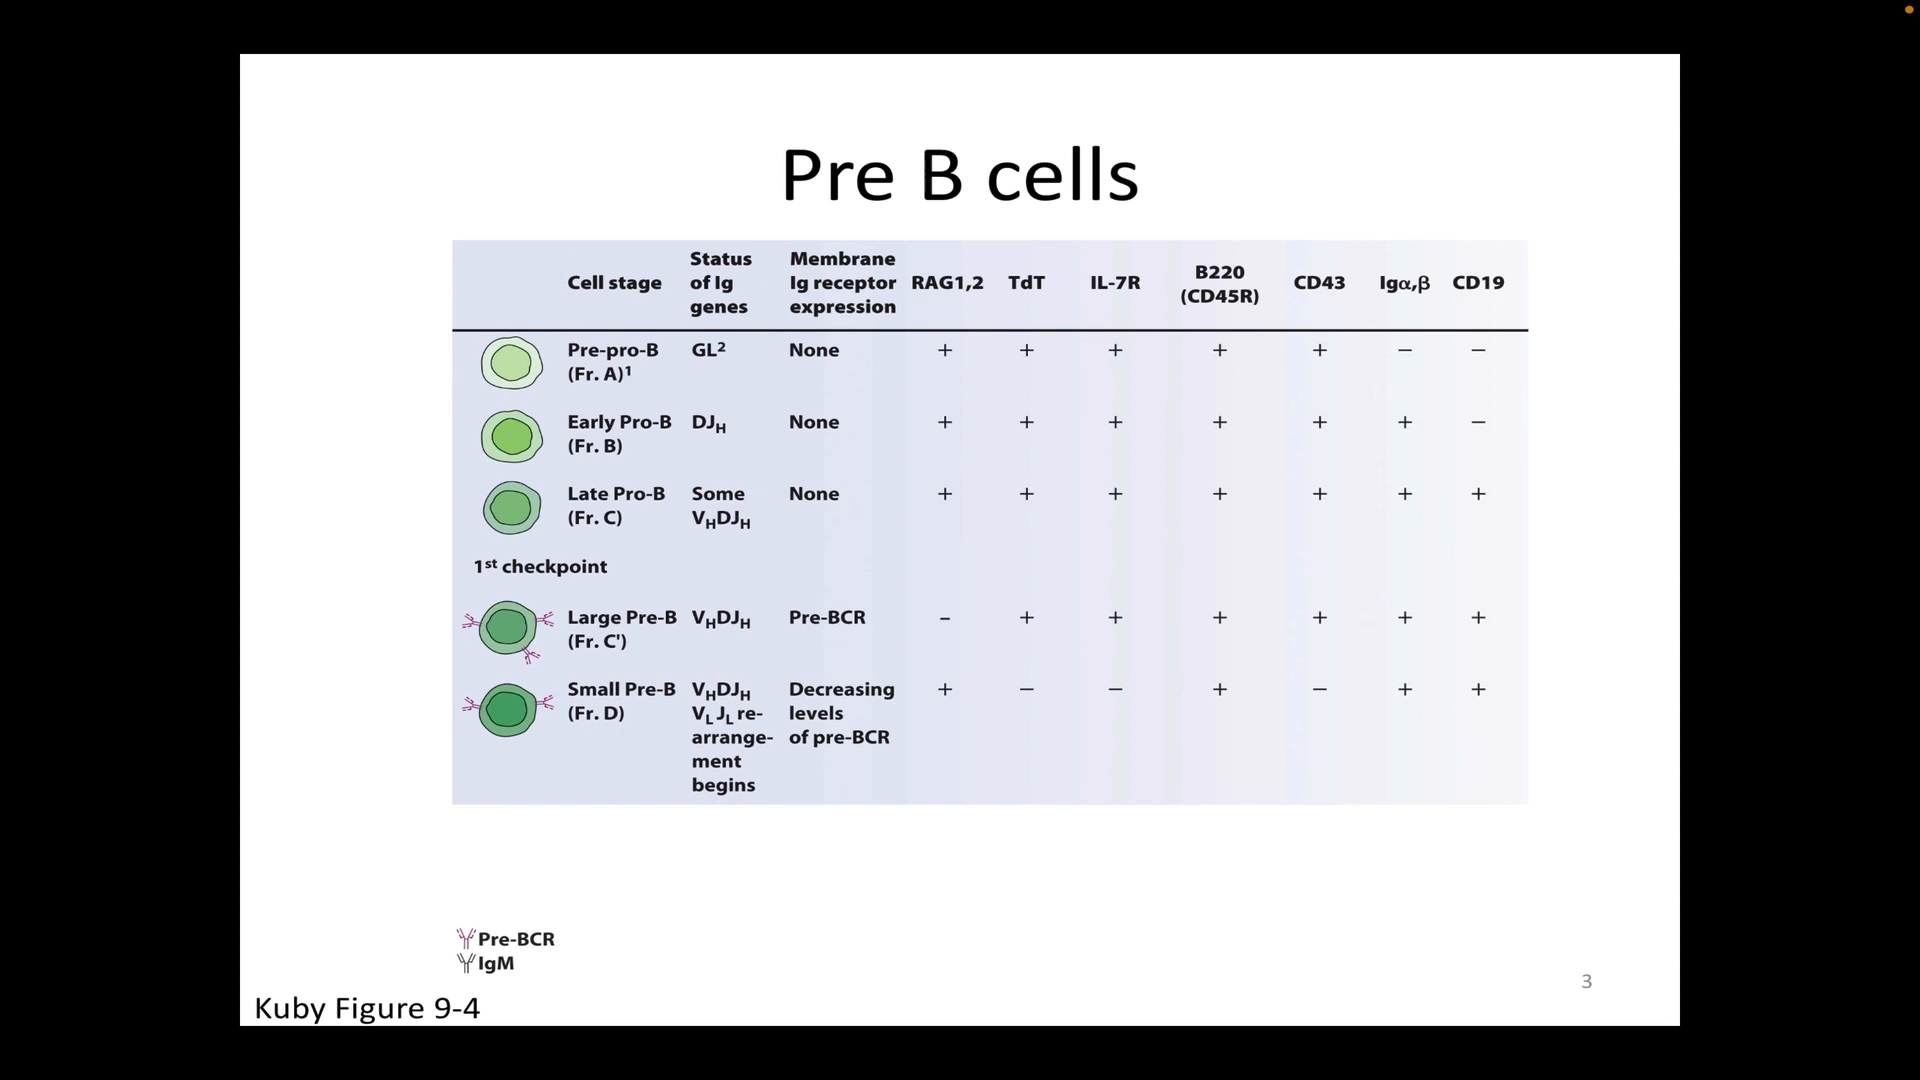 Pre B cells
Cell stage	Status of Ig genes	Membrane Ig receptor expression	RAG1,2	TdT	IL-7R	B220 (CD45R)	CD43	Igα,β	CD19
Pre-pro-B (Fr. A)¹	GL²	None	+	+	+	+	+	−	−
Early Pro-B (Fr. B)	DJH	None	+	+	+	+	+	+	−
Late Pro-B (Fr. C)	Some VHDJH	None	+	+	+	+	+	+	+
1st checkpoint
Large Pre-B (Fr. C')	VHDJH	Pre-BCR	–	+	+	+	+	+	+
Small Pre-B (Fr. D)	VHDJH VLJL re-arrange-ment begins	Decreasing levels of pre-BCR	+	−	−	+	−	+	+
Pre-BCR
IgM
3
Kuby Figure 9-4